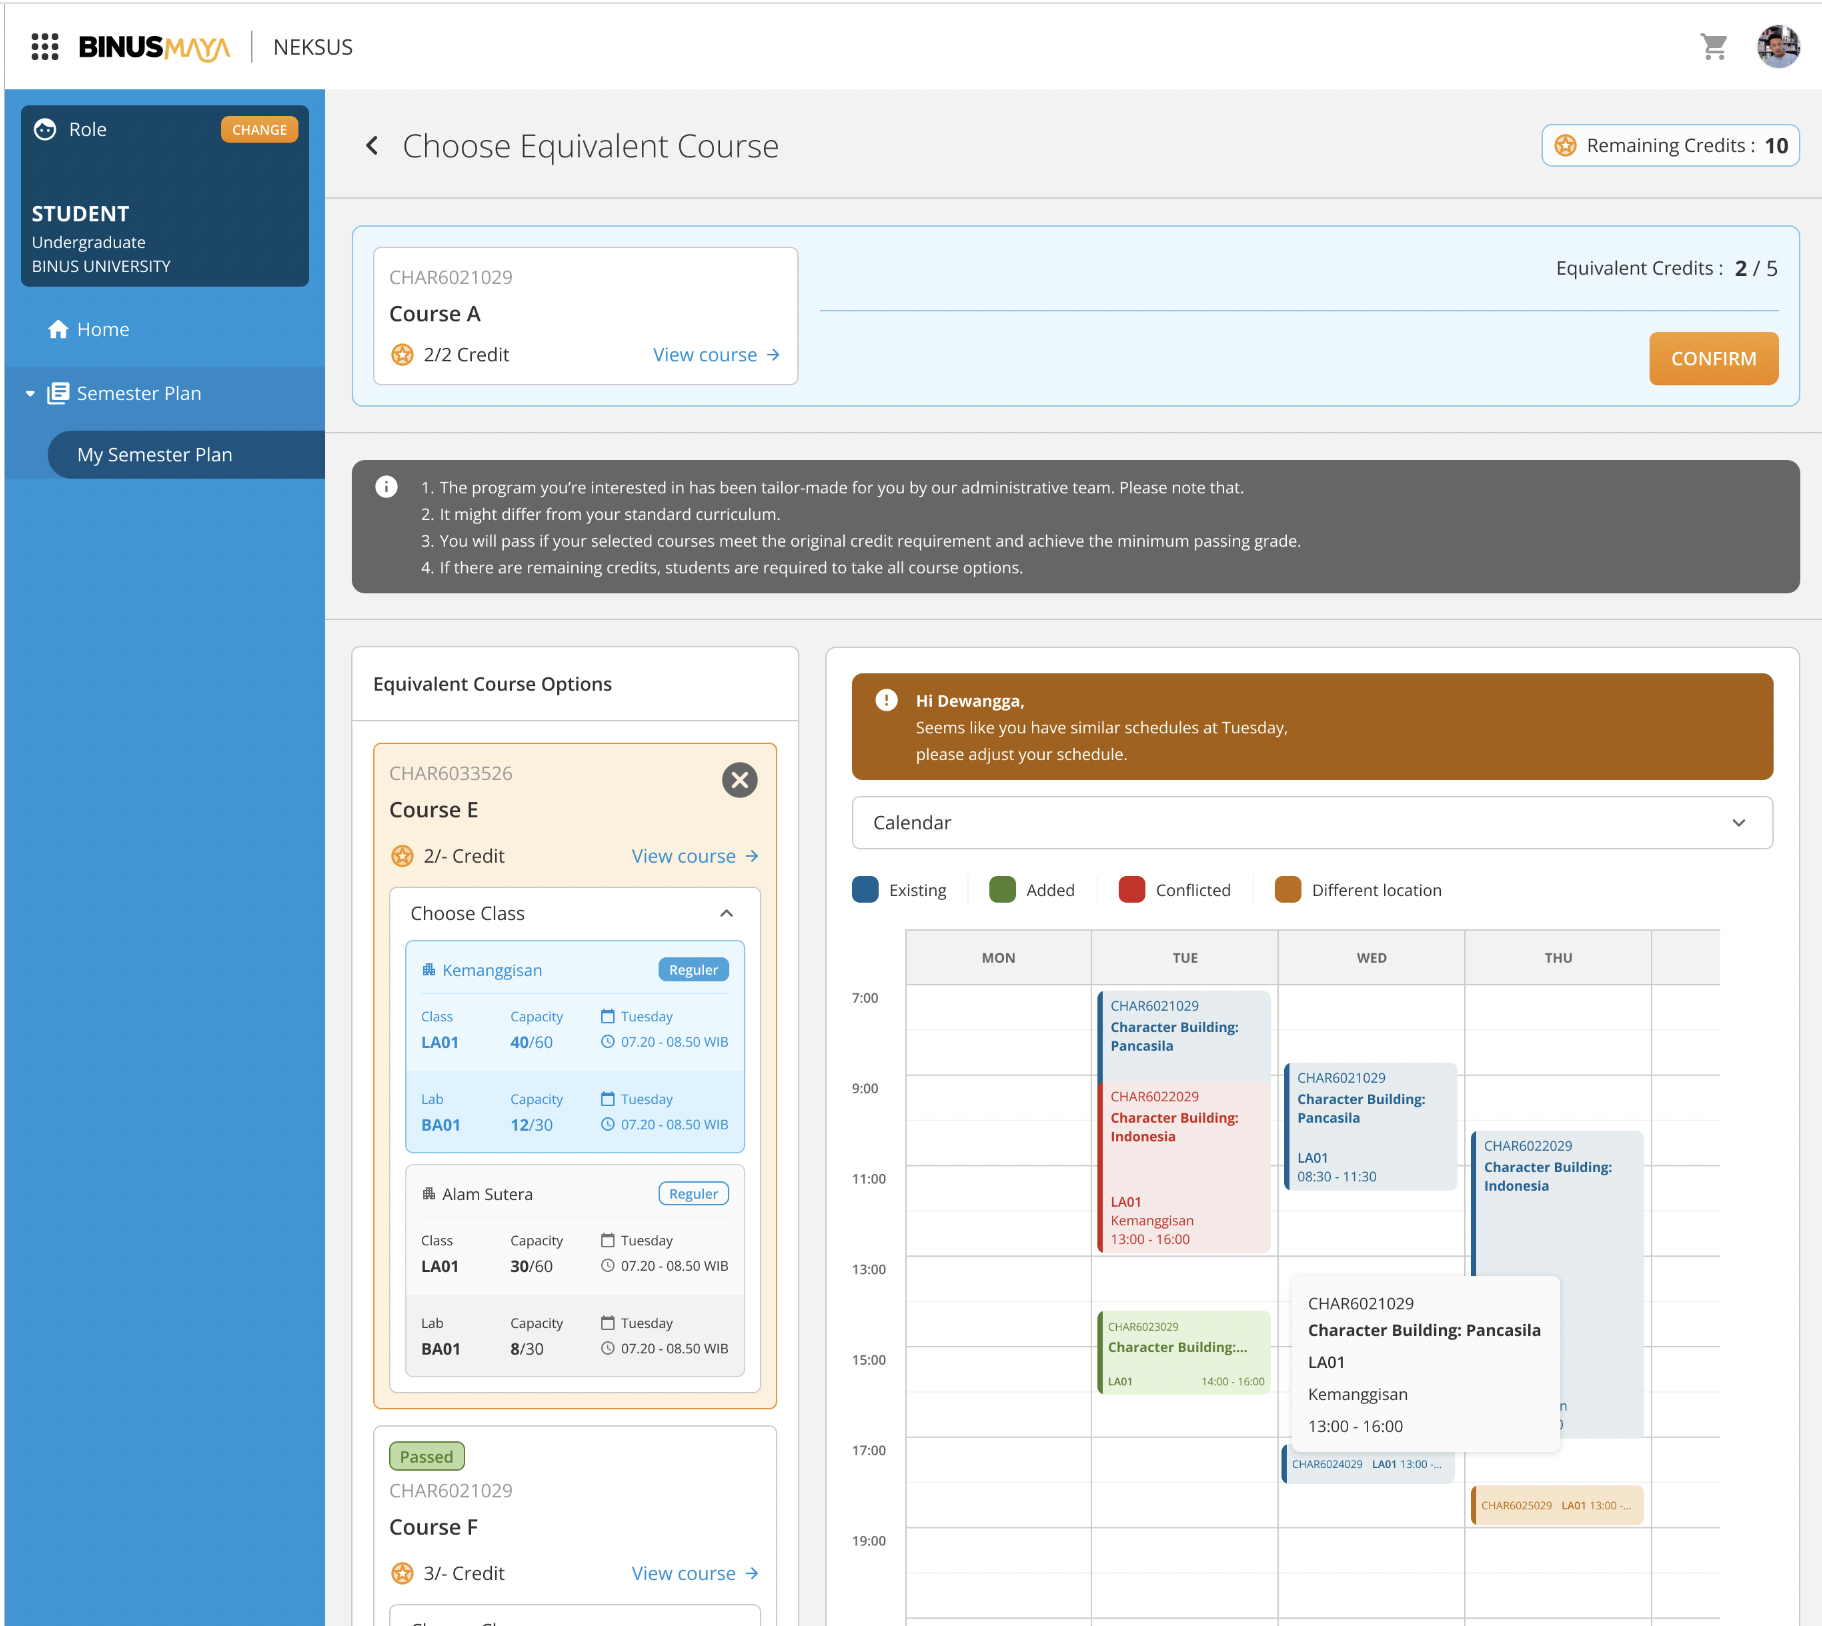 BINUSMAYA
NEKSUS
Role
CHANGE
STUDENT
Undergraduate
BINUS UNIVERSITY
Home
Semester Plan
My Semester Plan
Choose Equivalent Course
Remaining Credits : 10
CHAR6021029
Course A
2/2 Credit
View course
Equivalent Credits : 2 / 5
CONFIRM
1. The program you’re interested in has been tailor-made for you by our administrative team. Please note that.
2. It might differ from your standard curriculum.
3. You will pass if your selected courses meet the original credit requirement and achieve the minimum passing grade.
4. If there are remaining credits, students are required to take all course options.
Equivalent Course Options
CHAR6033526
Course E
2/- Credit
View course
Choose Class
Kemanggisan
Reguler
Class Capacity Tuesday
LA01 40/60 07.20 - 08.50 WIB
Lab Capacity Tuesday
BA01 12/30 07.20 - 08.50 WIB
Alam Sutera
Reguler
Class Capacity Tuesday
LA01 30/60 07.20 - 08.50 WIB
Lab Capacity Tuesday
BA01 8/30 07.20 - 08.50 WIB
Passed
CHAR6021029
Course F
3/- Credit
View course
Hi Dewangga,
Seems like you have similar schedules at Tuesday,
please adjust your schedule.
Calendar
Existing
Added
Conflicted
Different location
MON TUE WED THU
7:00
9:00
11:00
13:00
15:00
17:00
19:00
CHAR6021029
Character Building:
Pancasila
CHAR6022029
Character Building:
Indonesia
LA01
Kemanggisan
13:00 - 16:00
CHAR6023029
Character Building:...
LA01 14:00 - 16:00
CHAR6021029
Character Building:
Pancasila
LA01
08:30 - 11:30
CHAR6022029
Character Building:
Indonesia
CHAR6021029
Character Building: Pancasila
LA01
Kemanggisan
13:00 - 16:00
CHAR6024029 LA01 13:00 -...
CHAR6025029 LA01 13:00 -...